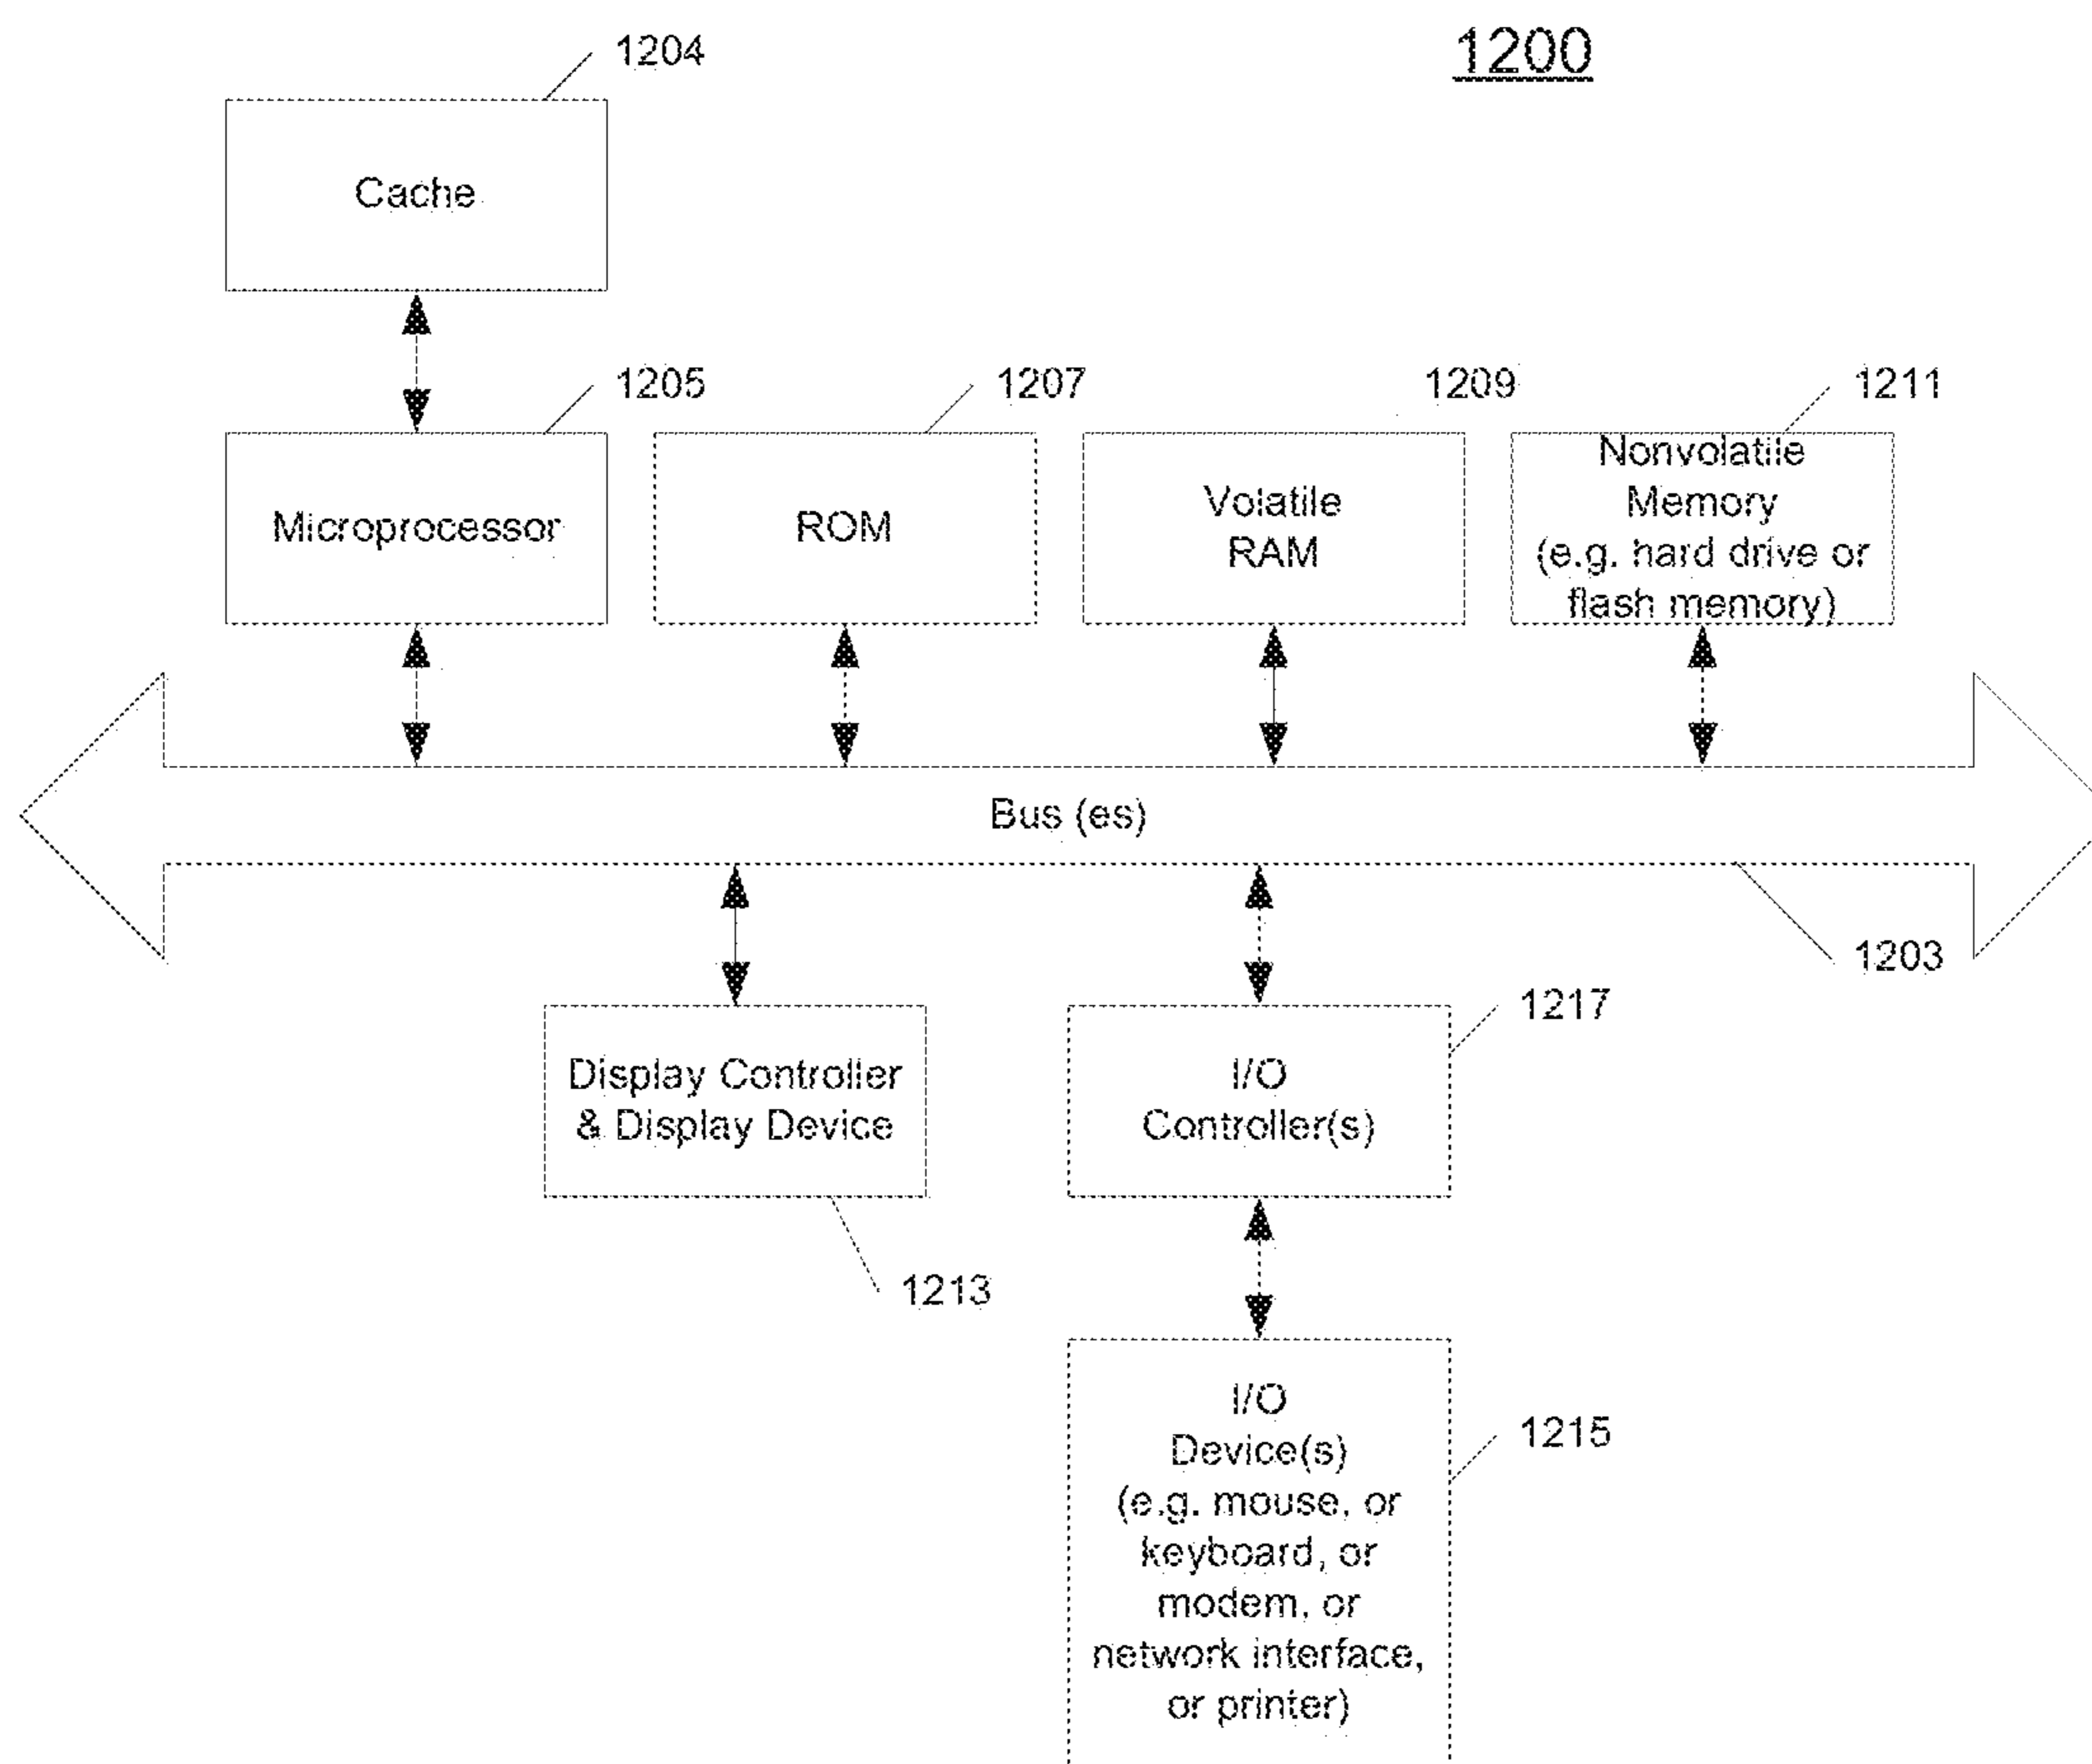 1204
1200
Cache
1205
1207
1209
1211
Microprocessor
ROM
Volatile
RAM
Nonvolatile
Memory
(e.g. hard drive or
flash memory)
Bus (es)
1203
1217
Display Controller
& Display Device
I/O
Controller(s)
1213
I/O
Device(s)
(e.g. mouse, or
keyboard, or
modem, or
network interface,
or printer)
1215